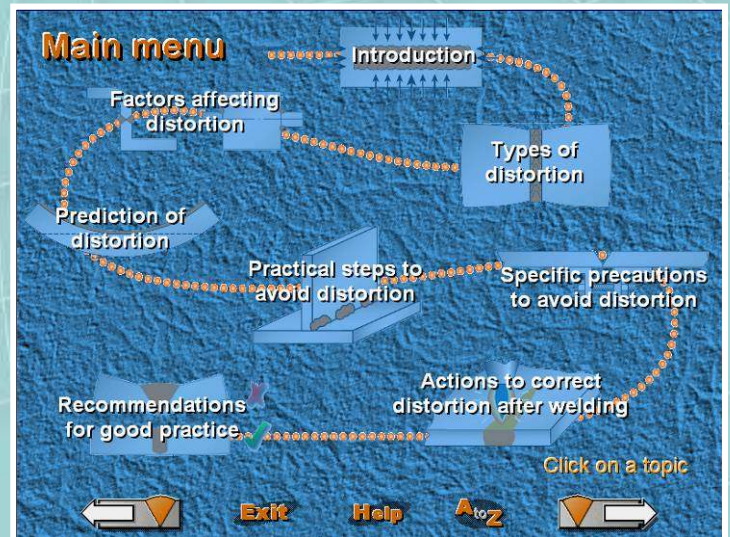 Main menu
Introduction
Factors affecting
distortion
Types of
distortion
Prediction of
distortion
Practical steps to
avoid distortion
Specific precautions
to avoid distortion
Actions to correct
distortion after welding
Recommendations
for good practice
Click on a topic
Exit
Help
A to Z